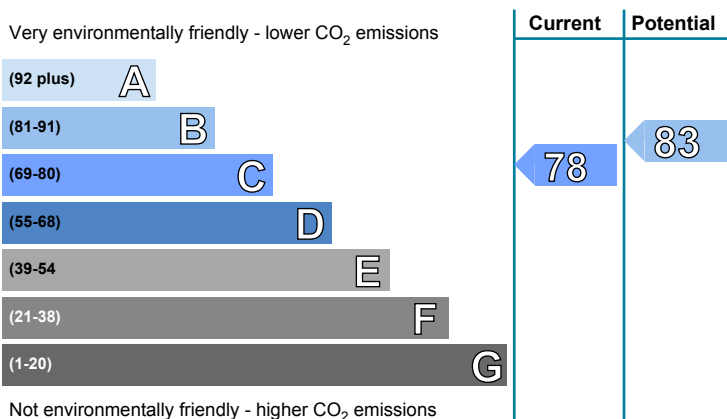 Very environmentally friendly - lower CO2 emissions
Current
Potential
(92 plus) A
(81-91) B
(69-80) C
(55-68) D
(39-54 E
(21-38) F
(1-20) G
78
83
Not environmentally friendly - higher CO2 emissions